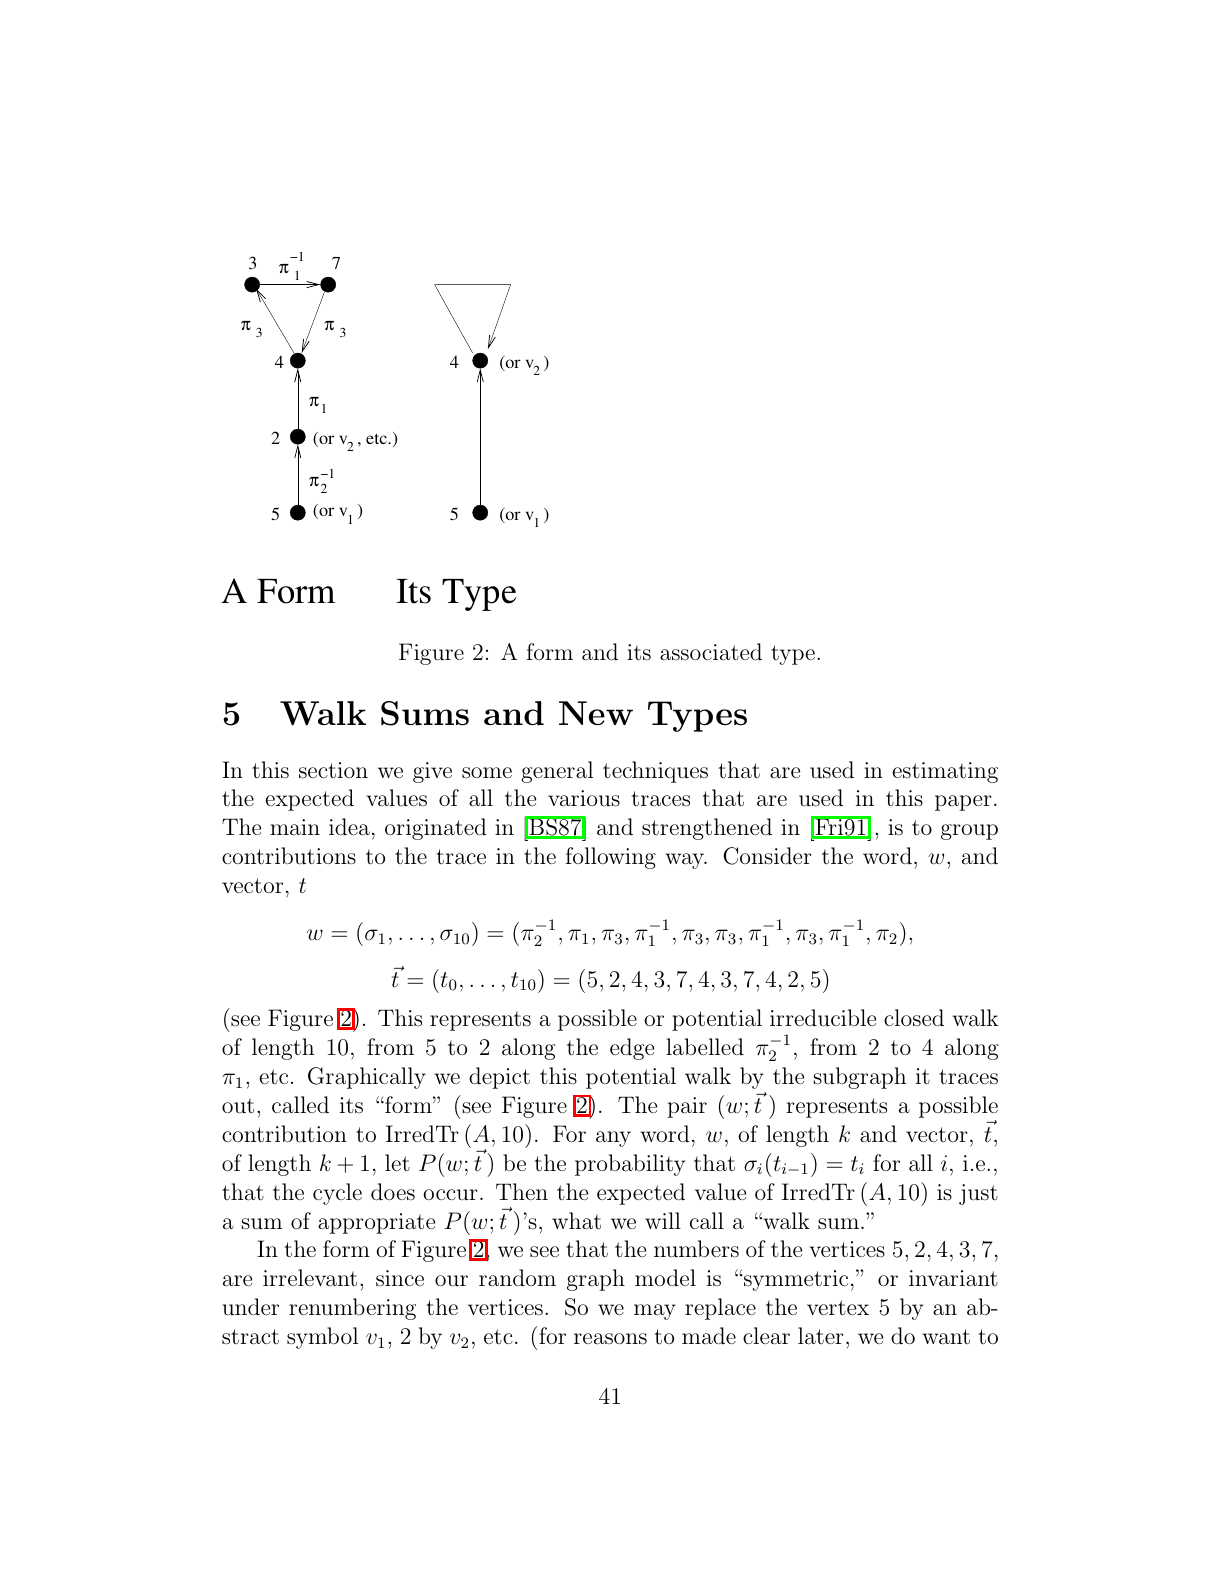 3 π₁⁻¹ 7
π₃ π₃
4 4 (or v₂)
π₁
2 (or v₂, etc.)
π₂⁻¹
5 (or v₁) 5 (or v₁)
A Form Its Type
Figure 2: A form and its associated type.
5 Walk Sums and New Types
In this section we give some general techniques that are used in estimating
the expected values of all the various traces that are used in this paper.
The main idea, originated in [BS87] and strengthened in [Fri91], is to group
contributions to the trace in the following way. Consider the word, w, and
vector, t
w = (σ₁, . . . , σ₁₀) = (π₂⁻¹, π₁, π₃, π₁⁻¹, π₃, π₃, π₁⁻¹, π₃, π₁⁻¹, π₂),
t⃗ = (t₀, . . . , t₁₀) = (5, 2, 4, 3, 7, 4, 3, 7, 4, 2, 5)
(see Figure 2). This represents a possible or potential irreducible closed walk
of length 10, from 5 to 2 along the edge labelled π₂⁻¹, from 2 to 4 along
π₁, etc. Graphically we depict this potential walk by the subgraph it traces
out, called its “form” (see Figure 2). The pair (w; t⃗ ) represents a possible
contribution to IrredTr (A, 10). For any word, w, of length k and vector, t⃗,
of length k + 1, let P(w; t⃗ ) be the probability that σᵢ(tᵢ₋₁) = tᵢ for all i, i.e.,
that the cycle does occur. Then the expected value of IrredTr (A, 10) is just
a sum of appropriate P(w; t⃗ )’s, what we will call a “walk sum.”
In the form of Figure 2, we see that the numbers of the vertices 5, 2, 4, 3, 7,
are irrelevant, since our random graph model is “symmetric,” or invariant
under renumbering the vertices. So we may replace the vertex 5 by an ab-
stract symbol v₁, 2 by v₂, etc. (for reasons to made clear later, we do want to
41